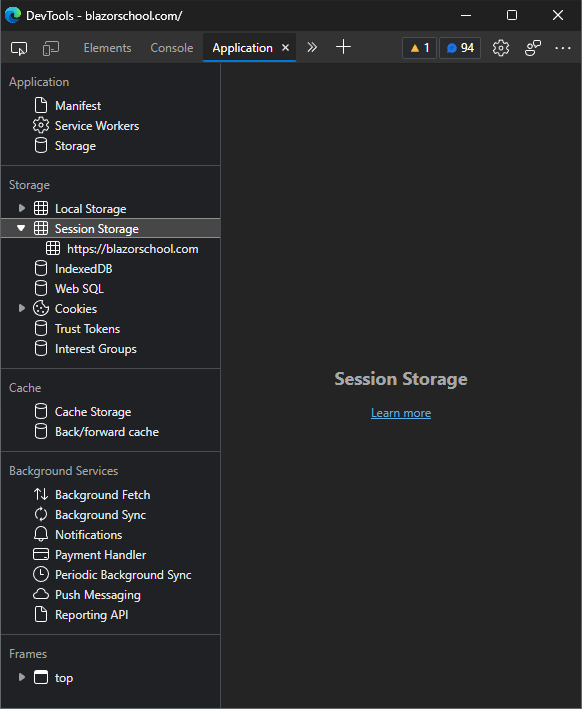 DevTools - blazorschool.com/
Elements Console Application 1 94
Application
Manifest
Service Workers
Storage
Storage
Local Storage
Session Storage
https://blazorschool.com
IndexedDB
Web SQL
Cookies
Trust Tokens
Interest Groups
Cache
Cache Storage
Back/forward cache
Background Services
Background Fetch
Background Sync
Notifications
Payment Handler
Periodic Background Sync
Push Messaging
Reporting API
Frames
top
Session Storage
Learn more